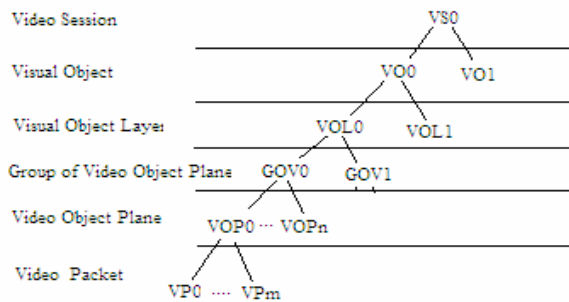 Video Session VS0
Visual Object VO0 VO1
Visual Object Layer VOL0 VOL1
Group of Video Object Plane GOV0 GOV1
Video Object Plane VOP0 ... VOPn
Video Packet VP0 .... VPm